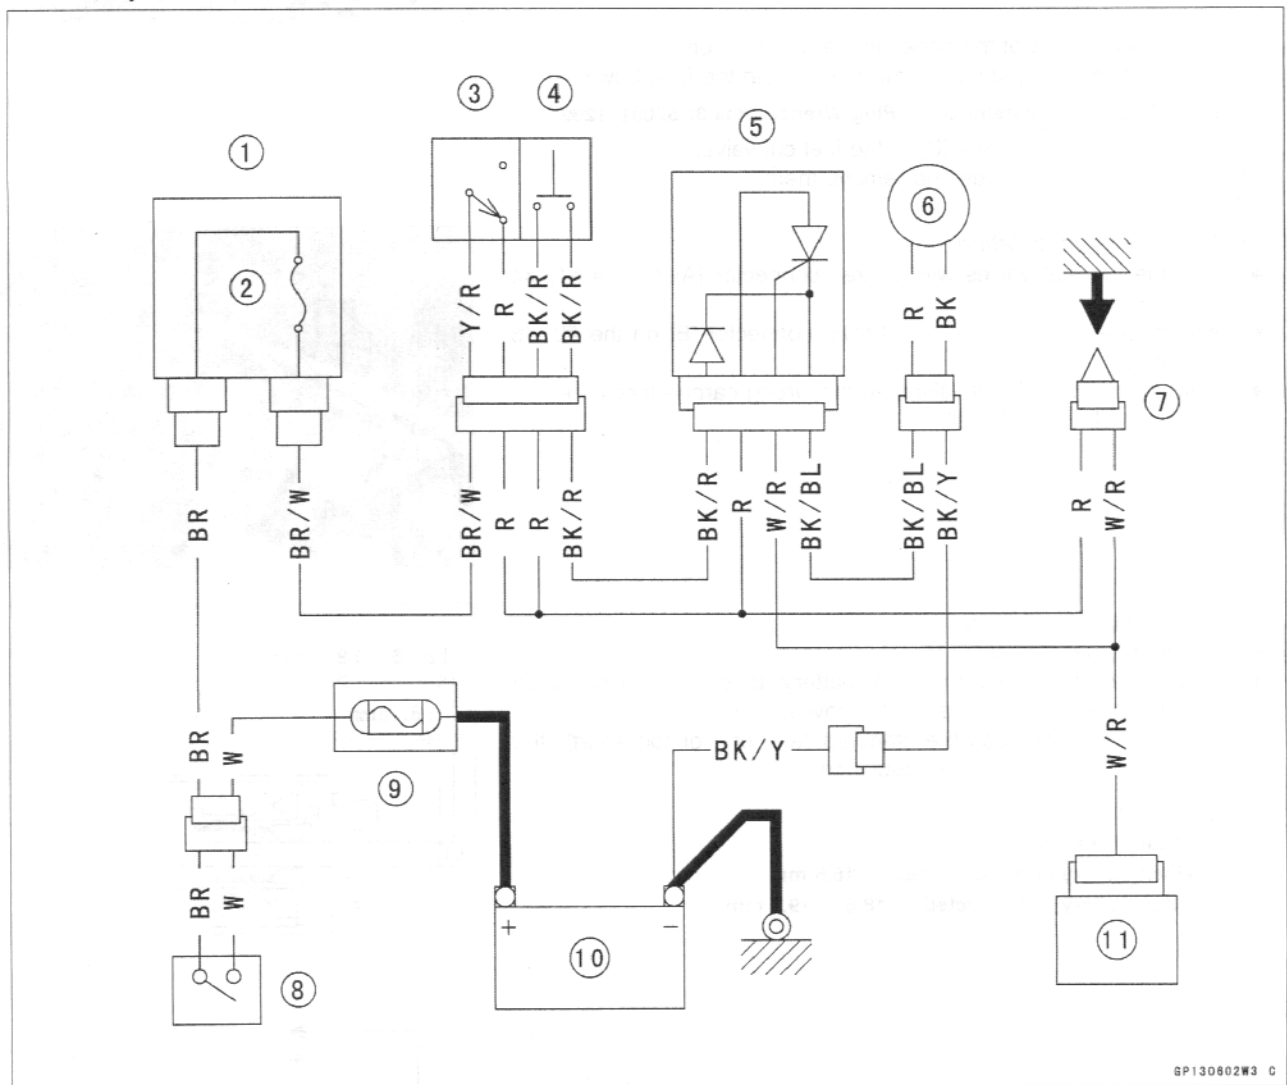 3 4
5
1
6
2
Y/R R BK/R BK/R
R BK
7
BR BR/W BR/W R R BK/R BK/R R W/R BK/BL BK/BL BK/Y R W/R
BR W
BK/Y
W/R
9
BR W
+ −
10
11
8
GP130602W3 C